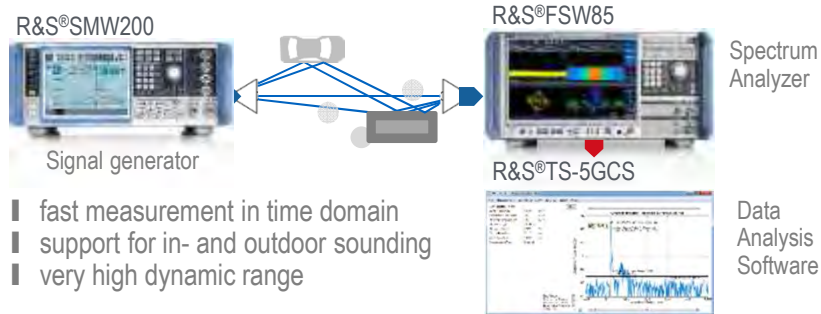 R&S®SMW200
R&S®FSW85
Spectrum
Analyzer
Signal generator
R&S®TS-5GCS
fast measurement in time domain
support for in- and outdoor sounding
very high dynamic range
Data
Analysis
Software